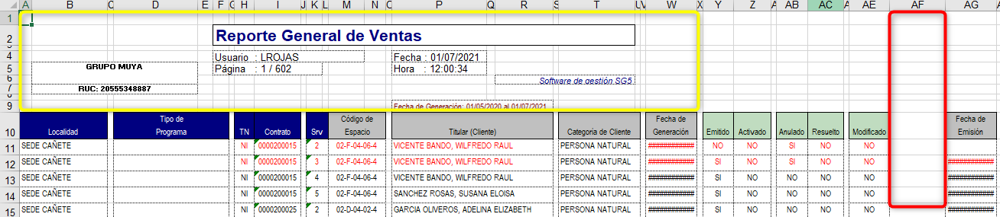 A B C D E F G H I J K L M N O P Q R S T U V W X Y Z A AB A AC A AE AF AG
1
2 Reporte General de Ventas
3
4 Usuario : LROJAS Fecha : 01/07/2021
5 GRUPO MUYA Página : 1 / 602 Hora : 12:00:34
6 Software de gestión SG5
7 RUC: 20555348887
8
9 Fecha de Generación: 01/05/2020 al 01/07/2021
Tipo de Código de Fecha de Fecha de
10 Localidad Programa TN Contrato Srv Espacio Titular (Cliente) Categoria de Cliente Generación Emitido Activado Anulado Resuelto Modificado Emisión
11 SEDE CAÑETE NI 0000200015 2 02-F-04-06-4 VICENTE BANDO, WILFREDO RAUL PERSONA NATURAL ############ NO NO SI NO NO
12 SEDE CAÑETE NI 0000200015 3 02-F-04-06-4 VICENTE BANDO, WILFREDO RAUL PERSONA NATURAL ############ SI NO SI NO NO ############
13 SEDE CAÑETE NI 0000200015 4 02-F-04-06-4 VICENTE BANDO, WILFREDO RAUL PERSONA NATURAL ############ SI NO NO NO NO ############
14 SEDE CAÑETE NI 0000200015 5 02-F-04-06-4 SANCHEZ ROSAS, SUSANA ELOISA PERSONA NATURAL ############ SI NO NO NO NO ############
15 SEDE CAÑETE NI 0000200025 2 02-D-04-02-4 GARCIA OLIVEROS, ADELINA ELIZABETH PERSONA NATURAL ############ SI NO NO NO NO ############